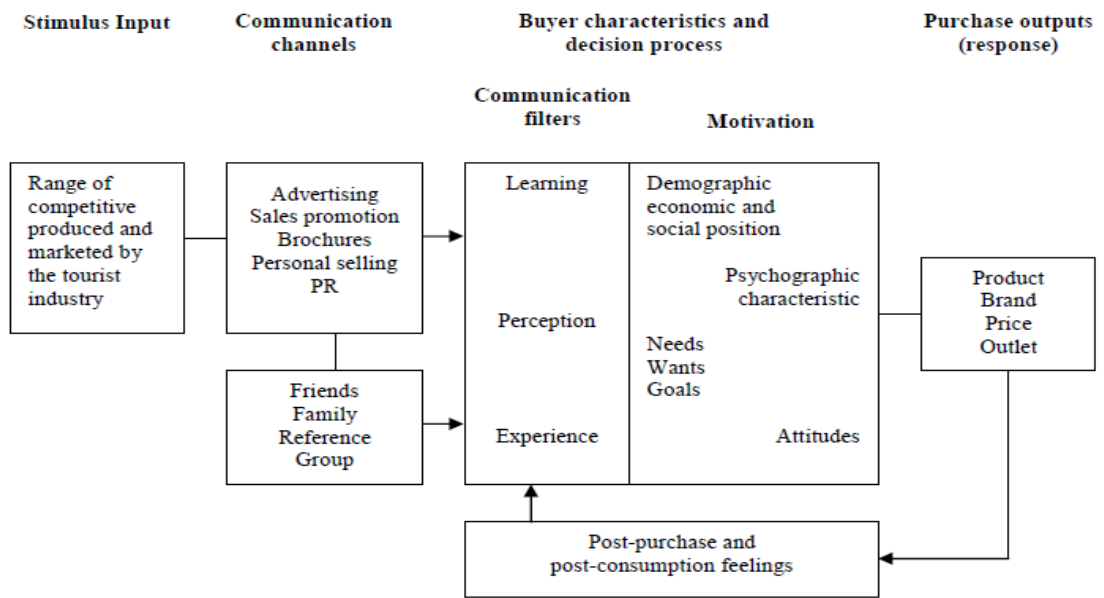 Stimulus Input
Communication
channels
Buyer characteristics and
decision process
Purchase outputs
(response)
Communication
filters
Motivation
Range of
competitive
produced and
marketed by
the tourist
industry
Advertising
Sales promotion
Brochures
Personal selling
PR
Friends
Family
Reference
Group
Learning
Perception
Experience
Demographic
economic and
social position
Psychographic
characteristic
Needs
Wants
Goals
Attitudes
Product
Brand
Price
Outlet
Post-purchase and
post-consumption feelings